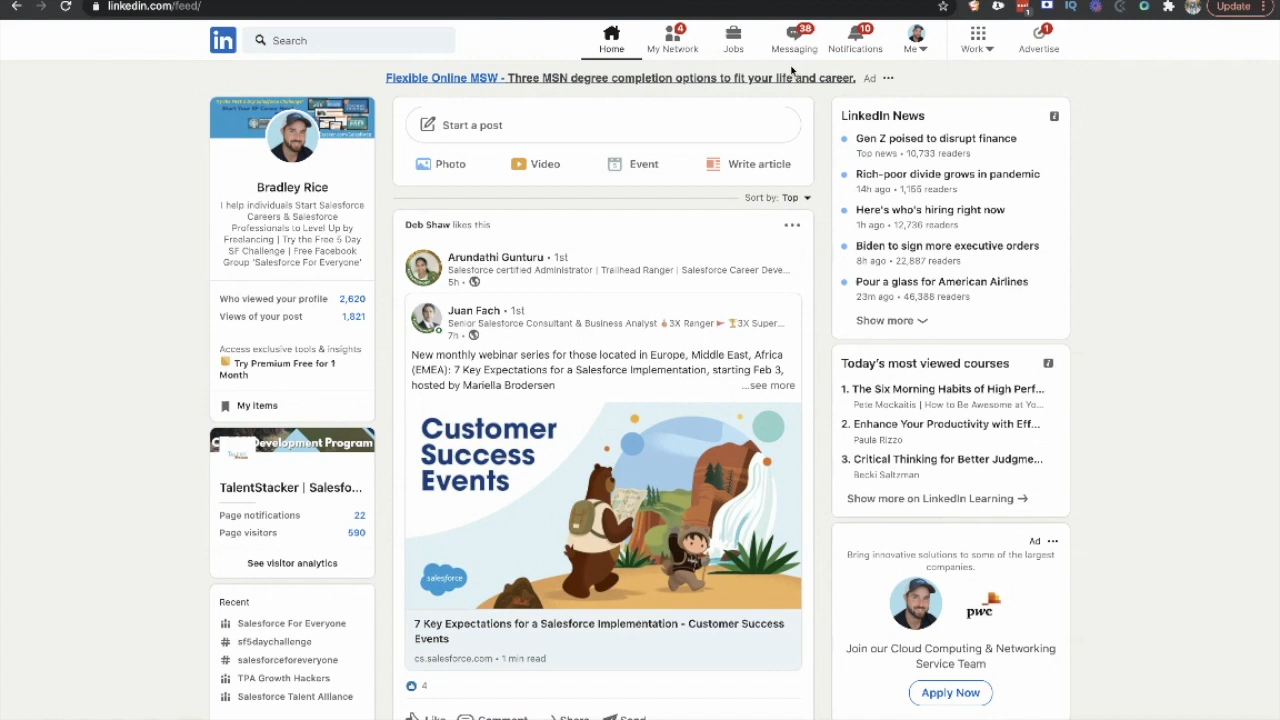 linkedin.com/feed/
1
Update
in
Search
Home
4
My Network
Jobs
38
Messaging
10
Notifications
Me
Work
1
Advertise
Flexible Online MSW - Three MSN degree completion options to fit your life and career. Ad •••
Bradley Rice
I help individuals Start Salesforce
Careers & Salesforce
Professionals to Level Up by
Freelancing | Try the Free 5 Day
SF Challenge | Free Facebook
Group 'Salesforce For Everyone'
Who viewed your profile 2,620
Views of your post 1,821
Access exclusive tools & insights
Try Premium Free for 1
Month
My items
Development Program
TalentStacker | Salesfo...
Page notifications 22
Page visitors 590
See visitor analytics
Recent
Salesforce For Everyone
# sf5daychallenge
# salesforceforeveryone
TPA Growth Hackers
Salesforce Talent Alliance
Start a post
Photo
Video
Event
Write article
Sort by: Top
Deb Shaw likes this
Arundathi Gunturu • 1st
Salesforce certified Administrator | Trailhead Ranger | Salesforce Career Deve...
5h •
Juan Fach • 1st
Senior Salesforce Consultant & Business Analyst 3X Ranger 3X Super...
7h •
New monthly webinar series for those located in Europe, Middle East, Africa
(EMEA): 7 Key Expectations for a Salesforce Implementation, starting Feb 3,
hosted by Mariella Brodersen ...see more
Customer
Success
Events
salesforce
7 Key Expectations for a Salesforce Implementation - Customer Success
Events
cs.salesforce.com • 1 min read
4
Like
Comment
Share
Send
LinkedIn News
Gen Z poised to disrupt finance
Top news • 10,733 readers
Rich-poor divide grows in pandemic
14h ago • 1,155 readers
Here's who's hiring right now
1h ago • 12,736 readers
Biden to sign more executive orders
8h ago • 22,887 readers
Pour a glass for American Airlines
23m ago • 46,388 readers
Show more
Today's most viewed courses
1. The Six Morning Habits of High Perf...
Pete Mockaitis | How to Be Awesome at Yo...
2. Enhance Your Productivity with Eff...
Paula Rizzo
3. Critical Thinking for Better Judgme...
Becki Saltzman
Show more on LinkedIn Learning →
Ad •••
Bring innovative solutions to some of the largest
companies.
pwc
Join our Cloud Computing & Networking
Service Team
Apply Now